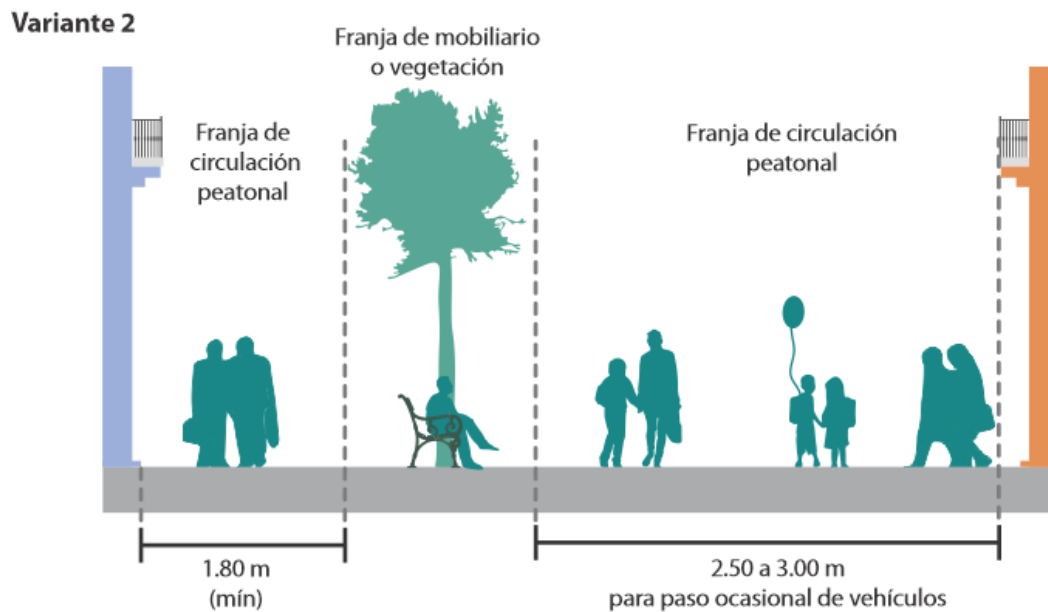 Variante 2
Franja de mobiliario
o vegetación
Franja de
circulación
peatonal
Franja de circulación
peatonal
1.80 m
(mín)
2.50 a 3.00 m
para paso ocasional de vehículos